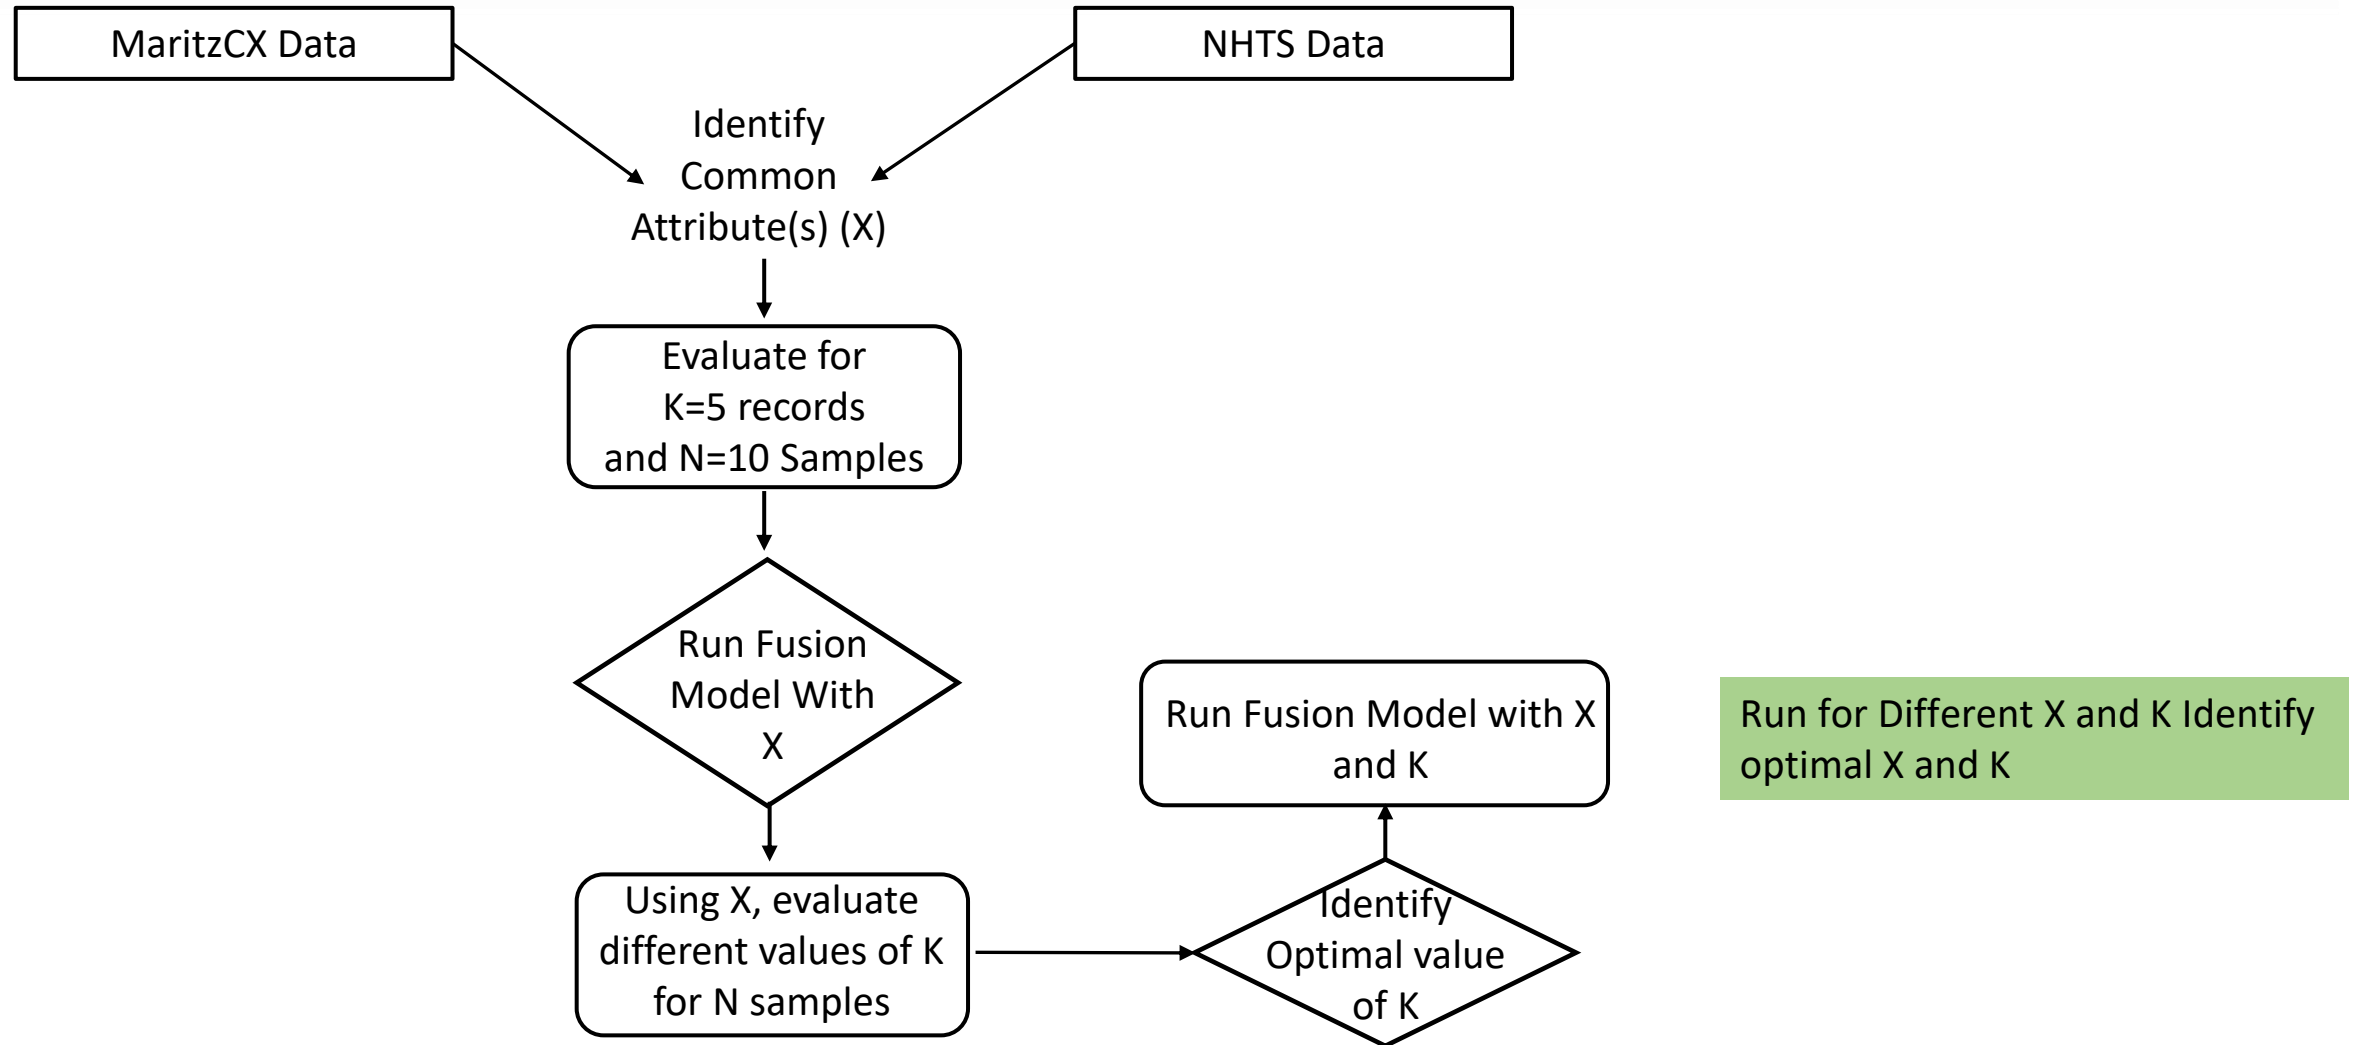 MaritzCX Data
NHTS Data
Identify
Common
Attribute(s) (X)
Evaluate for
K=5 records
and N=10 Samples
Run Fusion
Model With
X
Using X, evaluate
different values of K
for N samples
Identify
Optimal value
of K
Run Fusion Model with X
and K
Run for Different X and K Identify
optimal X and K